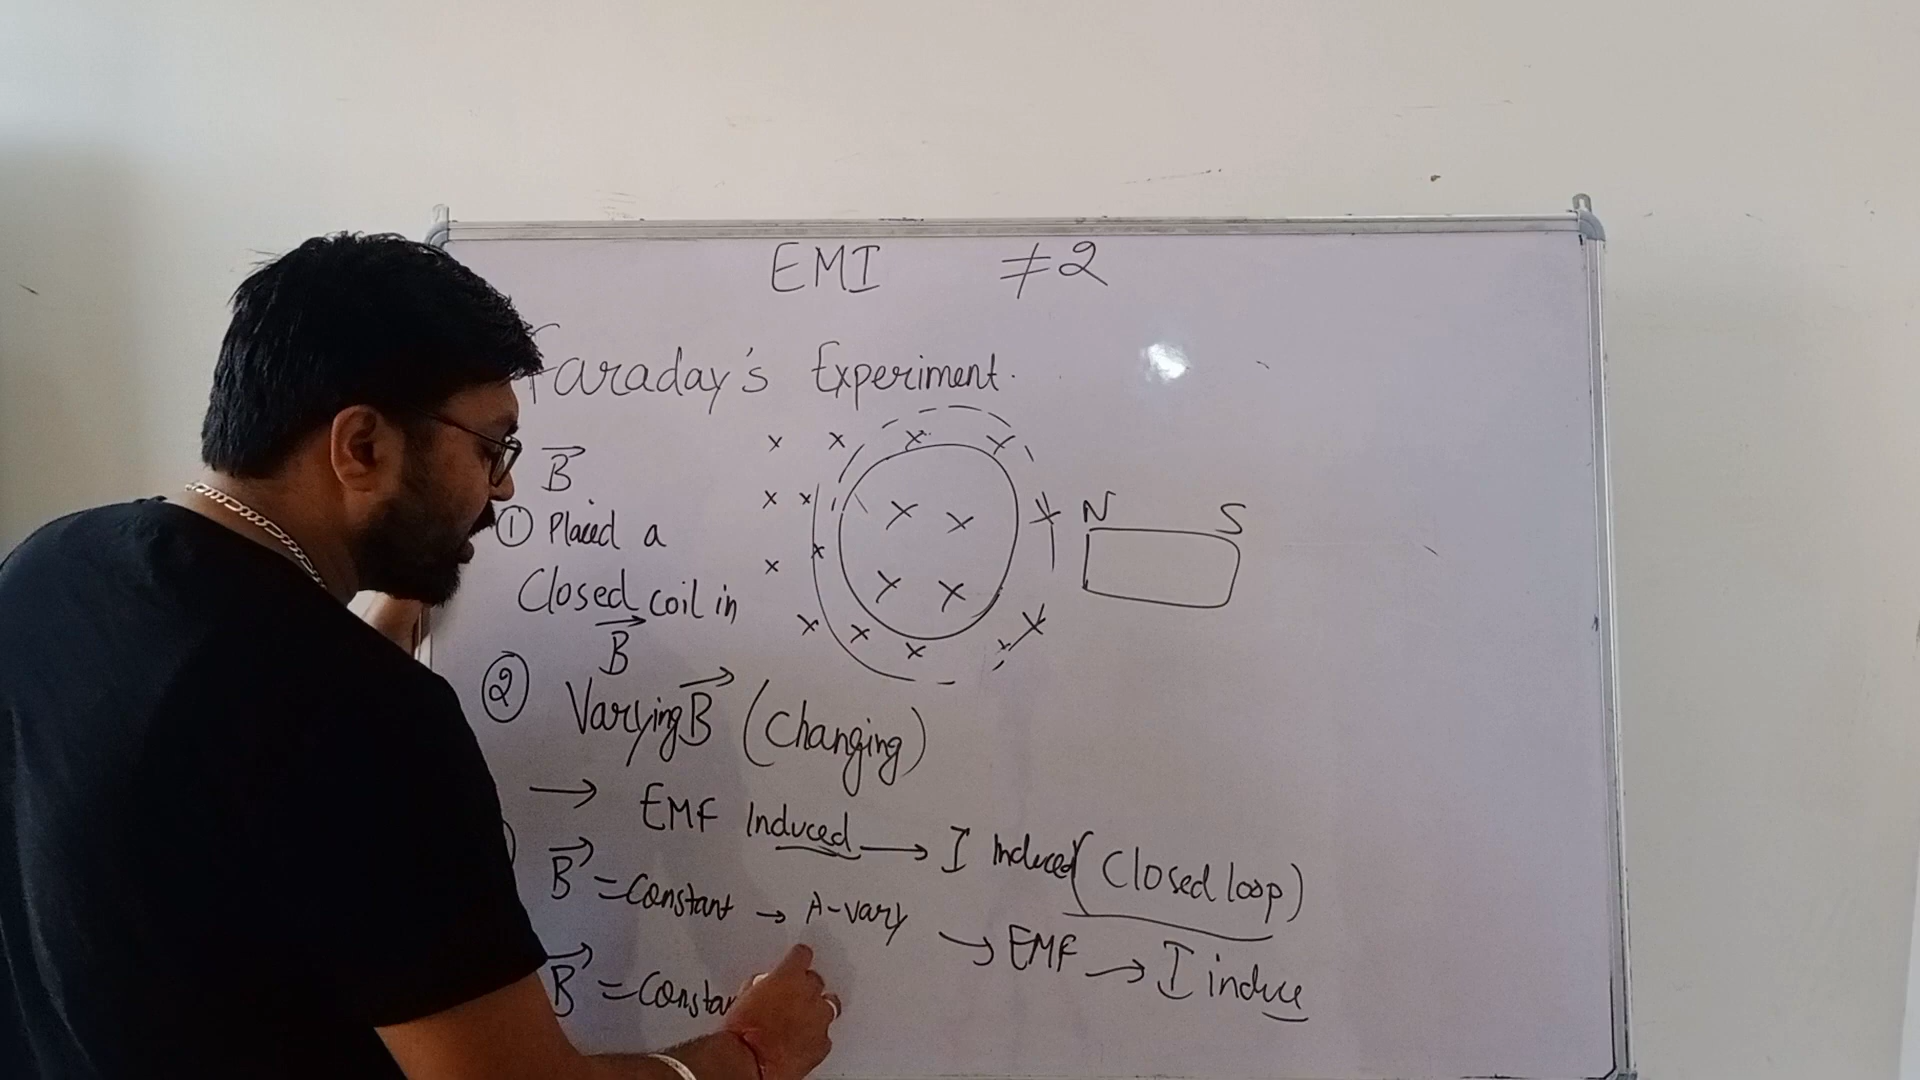 EMI #2
Faraday's Experiment.
B
① Placed a
Closed coil in
B
N S
② Varying B (Changing)
→ EMF Induced → I Induced (Closed loop)
B = Constant → A-vary → EMF → I induce
B = Constan